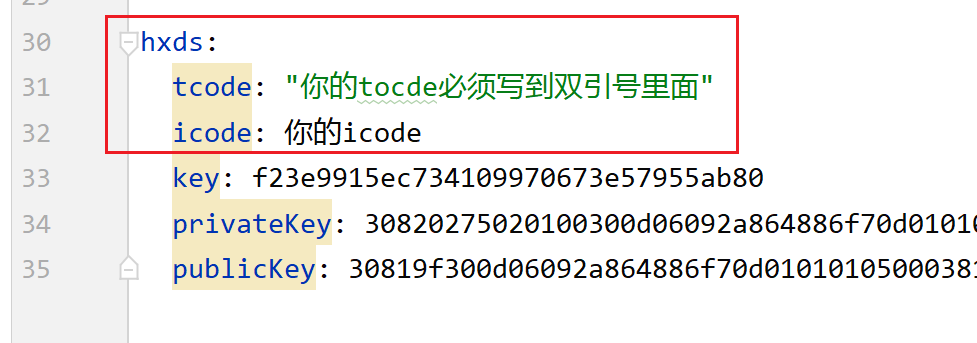 29
30 hxds:
31 tcode: "你的tocde必须写到双引号里面"
32 icode: 你的icode
33 key: f23e9915ec734109970673e57955ab80
34 privateKey: 30820275020100300d06092a864886f70d01010
35 publicKey: 30819f300d06092a864886f70d01010105000381